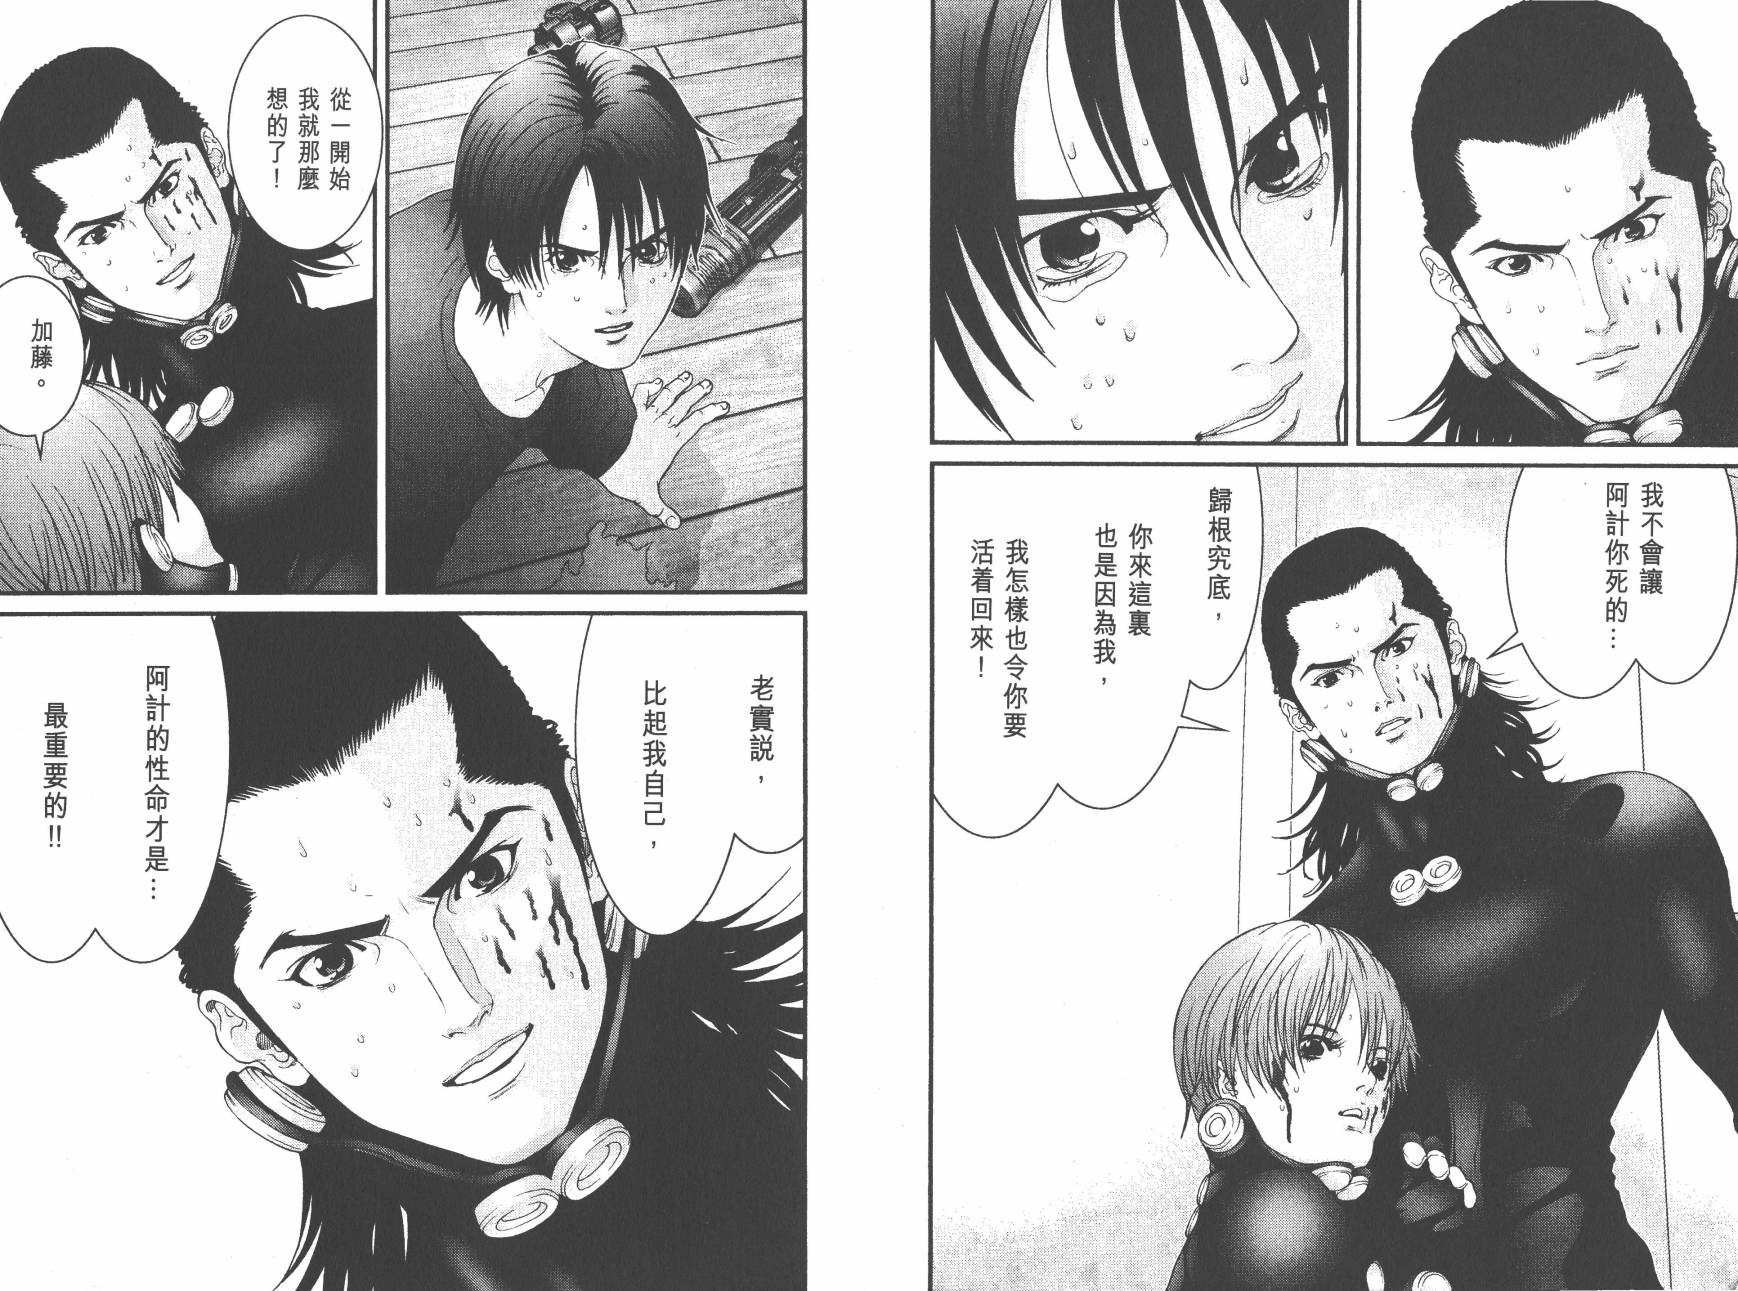 我不會讓
阿計你死的…
歸根究底，
你來這裏
也是因為我，
我怎樣也令你要
活着回來！
從一開始
我就那麼
想的了！
加藤。
老實説，
比起我自己，
阿計的性命才是…
最重要的!!